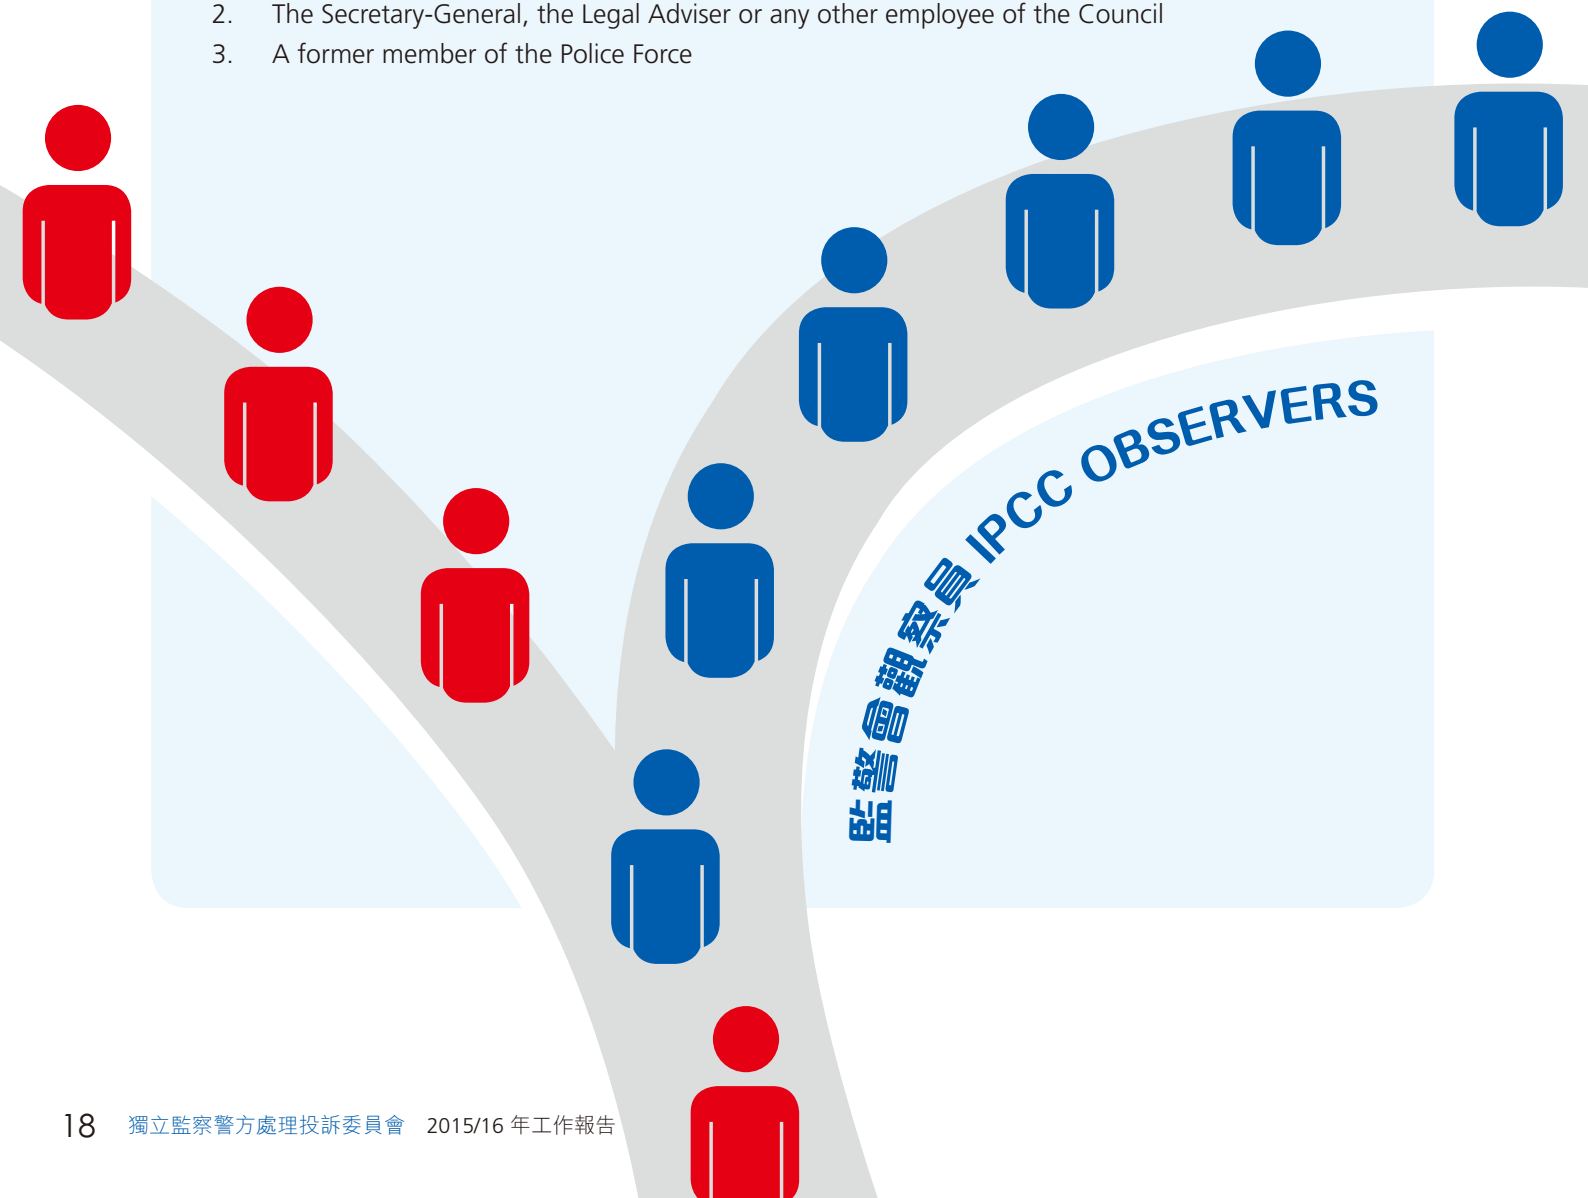 2. The Secretary-General, the Legal Adviser or any other employee of the Council
3. A former member of the Police Force
監警會觀察員 IPCC OBSERVERS
18 獨立監察警方處理投訴委員會 2015/16 年工作報告